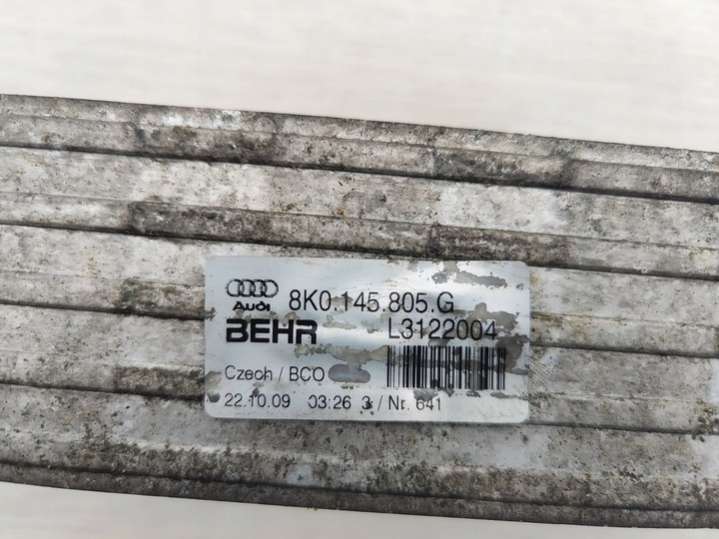 Audi 8K0.145.805.G
BEHR L3122004
Czech / BCO
22.10.09 03:26 3 / Nr. 641